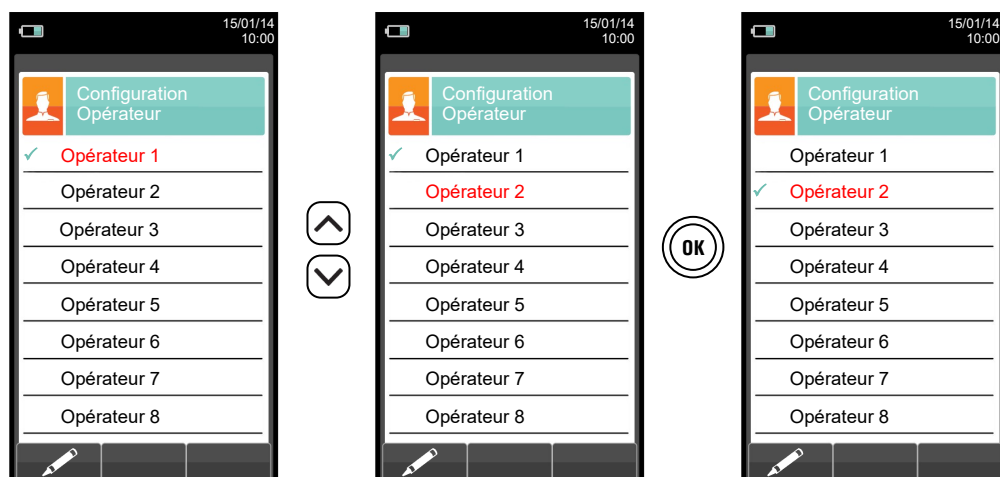 15/01/14
10:00
Configuration
Opérateur
Opérateur 1
Opérateur 2
Opérateur 3
Opérateur 4
Opérateur 5
Opérateur 6
Opérateur 7
Opérateur 8
15/01/14
10:00
Configuration
Opérateur
Opérateur 1
Opérateur 2
Opérateur 3
Opérateur 4
Opérateur 5
Opérateur 6
Opérateur 7
Opérateur 8
OK
15/01/14
10:00
Configuration
Opérateur
Opérateur 1
Opérateur 2
Opérateur 3
Opérateur 4
Opérateur 5
Opérateur 6
Opérateur 7
Opérateur 8